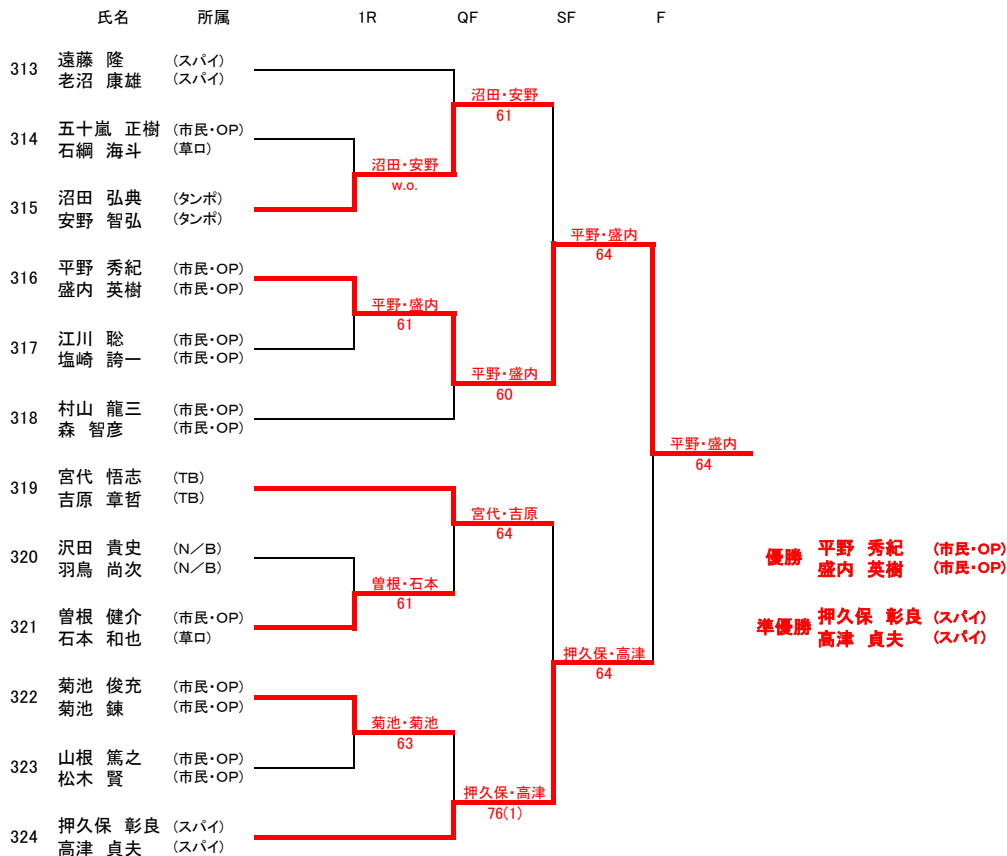 氏名 所属 1R QF SF F
313 遠藤 隆 (スパイ)
老沼 康雄 (スパイ)
314 五十嵐 正樹 (市民・OP)
石綱 海斗 (草ロ)
315 沼田 弘典 (タンポ)
安野 智弘 (タンポ)
316 平野 秀紀 (市民・OP)
盛内 英樹 (市民・OP)
317 江川 聡 (市民・OP)
塩崎 誇一 (市民・OP)
318 村山 龍三 (市民・OP)
森 智彦 (市民・OP)
319 宮代 悟志 (TB)
吉原 章哲 (TB)
320 沢田 貴史 (N/B)
羽鳥 尚次 (N/B)
321 曽根 健介 (市民・OP)
石本 和也 (草ロ)
322 菊池 俊充 (市民・OP)
菊池 錬 (市民・OP)
323 山根 篤之 (市民・OP)
松木 賢 (市民・OP)
324 押久保 彰良 (スパイ)
高津 貞夫 (スパイ)
沼田・安野
w.o.
平野・盛内
61
曽根・石本
61
菊池・菊池
63
沼田・安野
61
平野・盛内
60
宮代・吉原
64
押久保・高津
76(1)
平野・盛内
64
押久保・高津
64
平野・盛内
64
優勝 平野 秀紀 (市民・OP)
盛内 英樹 (市民・OP)
準優勝 押久保 彰良 (スパイ)
高津 貞夫 (スパイ)